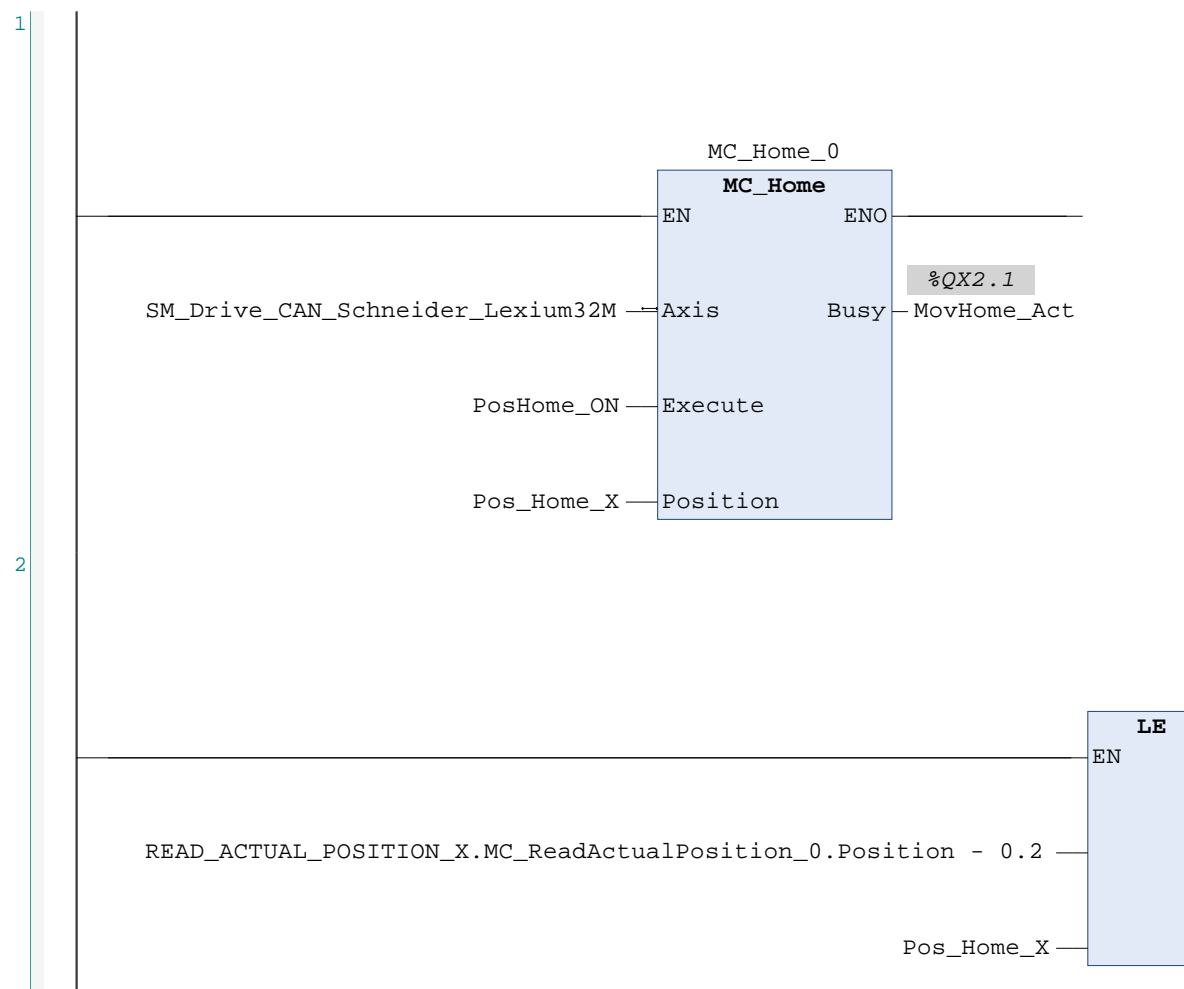 1
MC_Home_0
MC_Home
EN ENO
%QX2.1
SM_Drive_CAN_Schneider_Lexium32M Axis Busy MovHome_Act
PosHome_ON Execute
Pos_Home_X Position
2
LE
EN
READ_ACTUAL_POSITION_X.MC_ReadActualPosition_0.Position - 0.2
Pos_Home_X